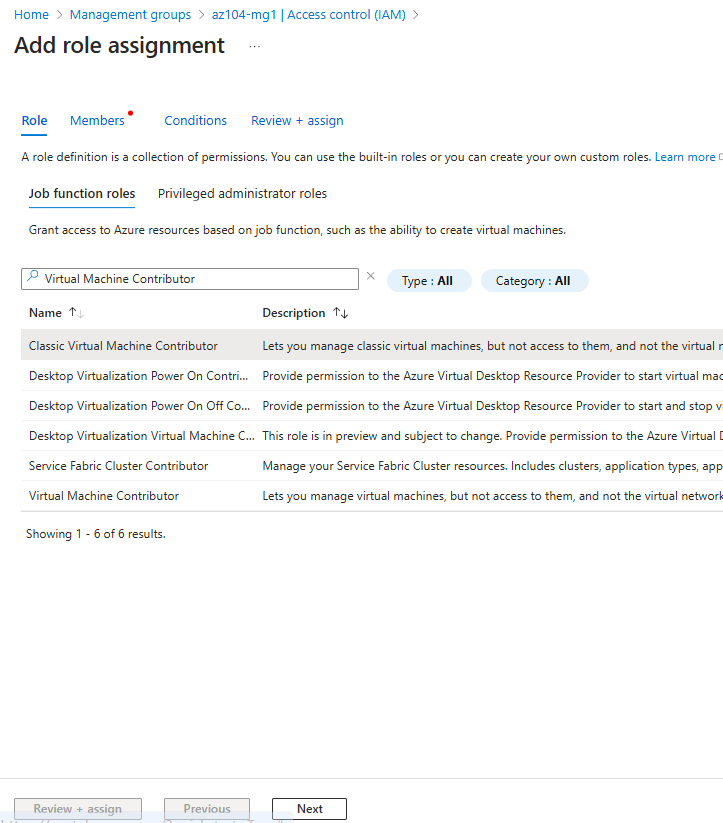 Home > Management groups > az104-mg1 | Access control (IAM) >
Add role assignment ...
Role Members Conditions Review + assign
A role definition is a collection of permissions. You can use the built-in roles or you can create your own custom roles. Learn more
Job function roles Privileged administrator roles
Grant access to Azure resources based on job function, such as the ability to create virtual machines.
Virtual Machine Contributor × Type : All Category : All
Name ↑↓ Description ↑↓
Classic Virtual Machine Contributor Lets you manage classic virtual machines, but not access to them, and not the virtual
Desktop Virtualization Power On Contri... Provide permission to the Azure Virtual Desktop Resource Provider to start virtual mac
Desktop Virtualization Power On Off Co... Provide permission to the Azure Virtual Desktop Resource Provider to start and stop v
Desktop Virtualization Virtual Machine C... This role is in preview and subject to change. Provide permission to the Azure Virtual
Service Fabric Cluster Contributor Manage your Service Fabric Cluster resources. Includes clusters, application types, app
Virtual Machine Contributor Lets you manage virtual machines, but not access to them, and not the virtual network
Showing 1 - 6 of 6 results.
Review + assign Previous Next